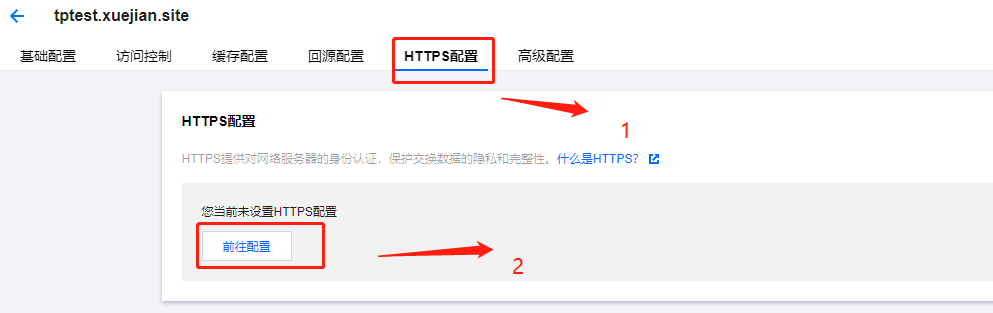 tptest.xuejian.site
基础配置 访问控制 缓存配置 回源配置 HTTPS配置 高级配置
HTTPS配置
1
HTTPS提供对网络服务器的身份认证，保护交换数据的隐私和完整性。什么是HTTPS？
您当前未设置HTTPS配置
前往配置
2